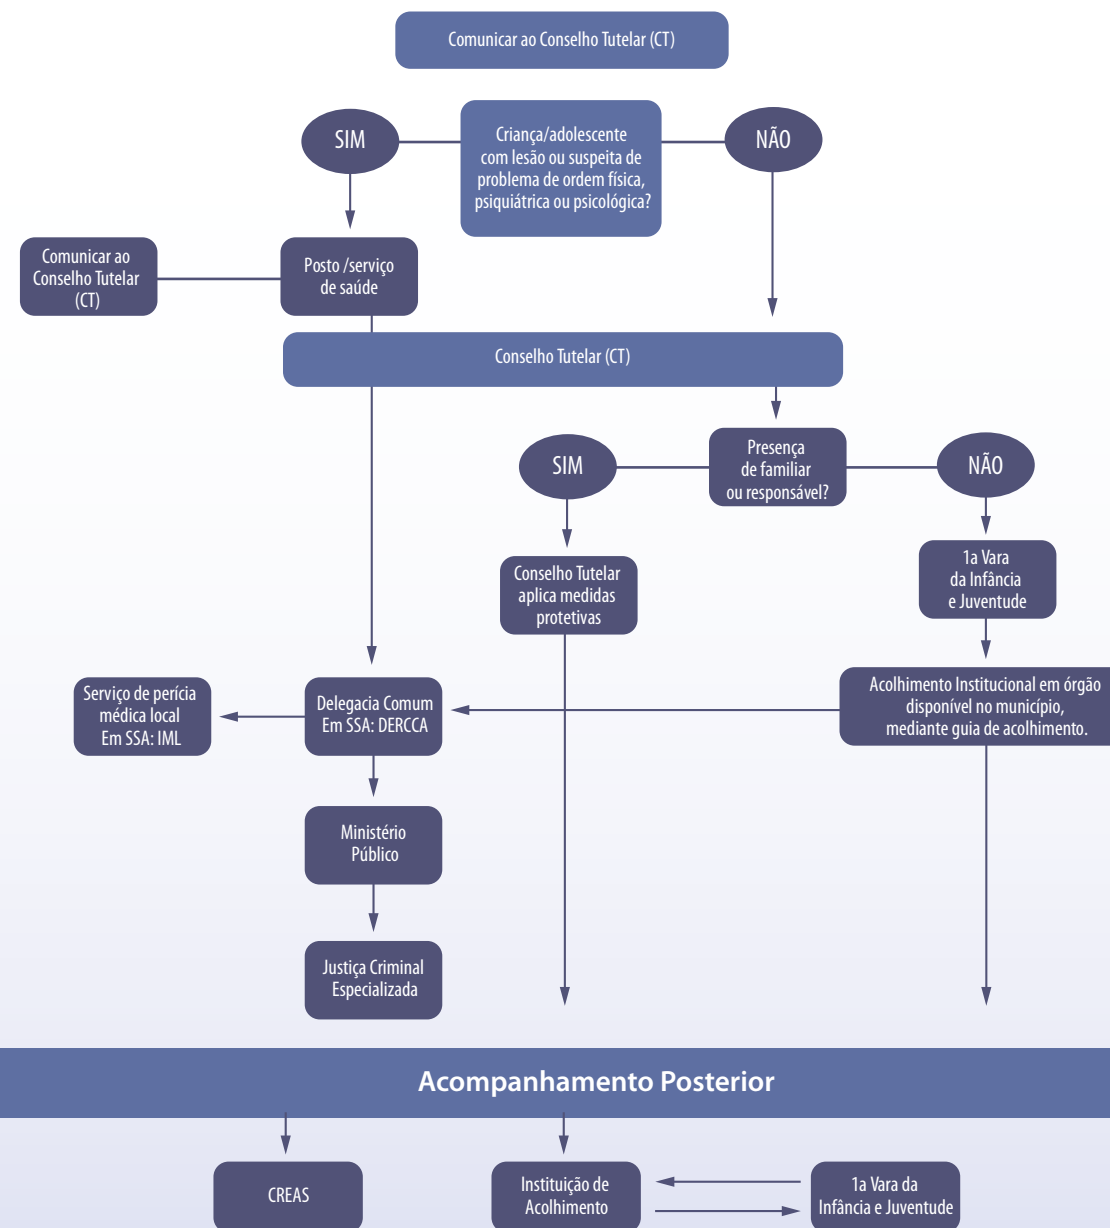 Comunicar ao Conselho Tutelar (CT)
SIM
Criança/adolescente
com lesão ou suspeita de
problema de ordem física,
psiquiátrica ou psicológica?
NÃO
Comunicar ao
Conselho Tutelar
(CT)
Posto /serviço
de saúde
Conselho Tutelar (CT)
SIM
Presença
de familiar
ou responsável?
NÃO
Conselho Tutelar
aplica medidas
protetivas
1a Vara
da Infância
e Juventude
Serviço de perícia
médica local
Em SSA: IML
Delegacia Comum
Em SSA: DERCCA
Acolhimento Institucional em órgão
disponível no município,
mediante guia de acolhimento.
Ministério
Público
Justiça Criminal
Especializada
Acompanhamento Posterior
CREAS
Instituição de
Acolhimento
1a Vara da
Infância e Juventude